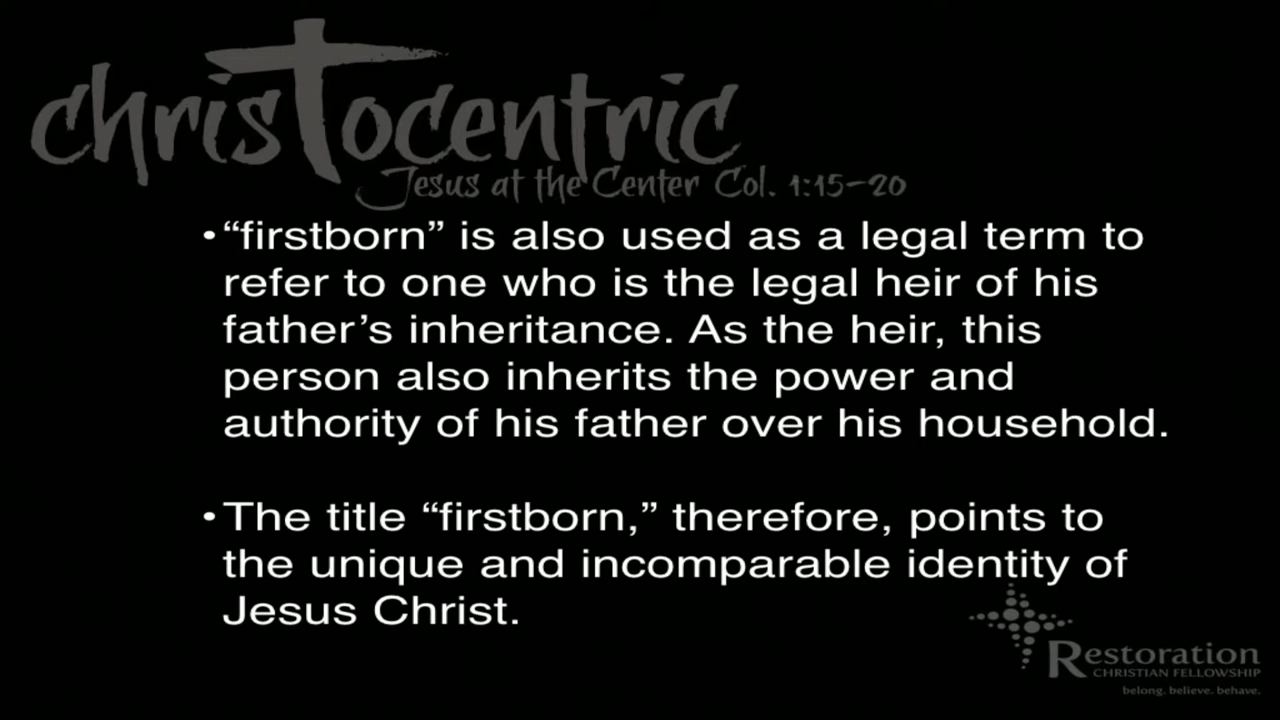 chrisTocentric
Jesus at the Center Col. 1:15-20
• “firstborn” is also used as a legal term to
refer to one who is the legal heir of his
father’s inheritance. As the heir, this
person also inherits the power and
authority of his father over his household.
• The title “firstborn,” therefore, points to
the unique and incomparable identity of
Jesus Christ.
Restoration
CHRISTIAN FELLOWSHIP
belong. believe. behave.